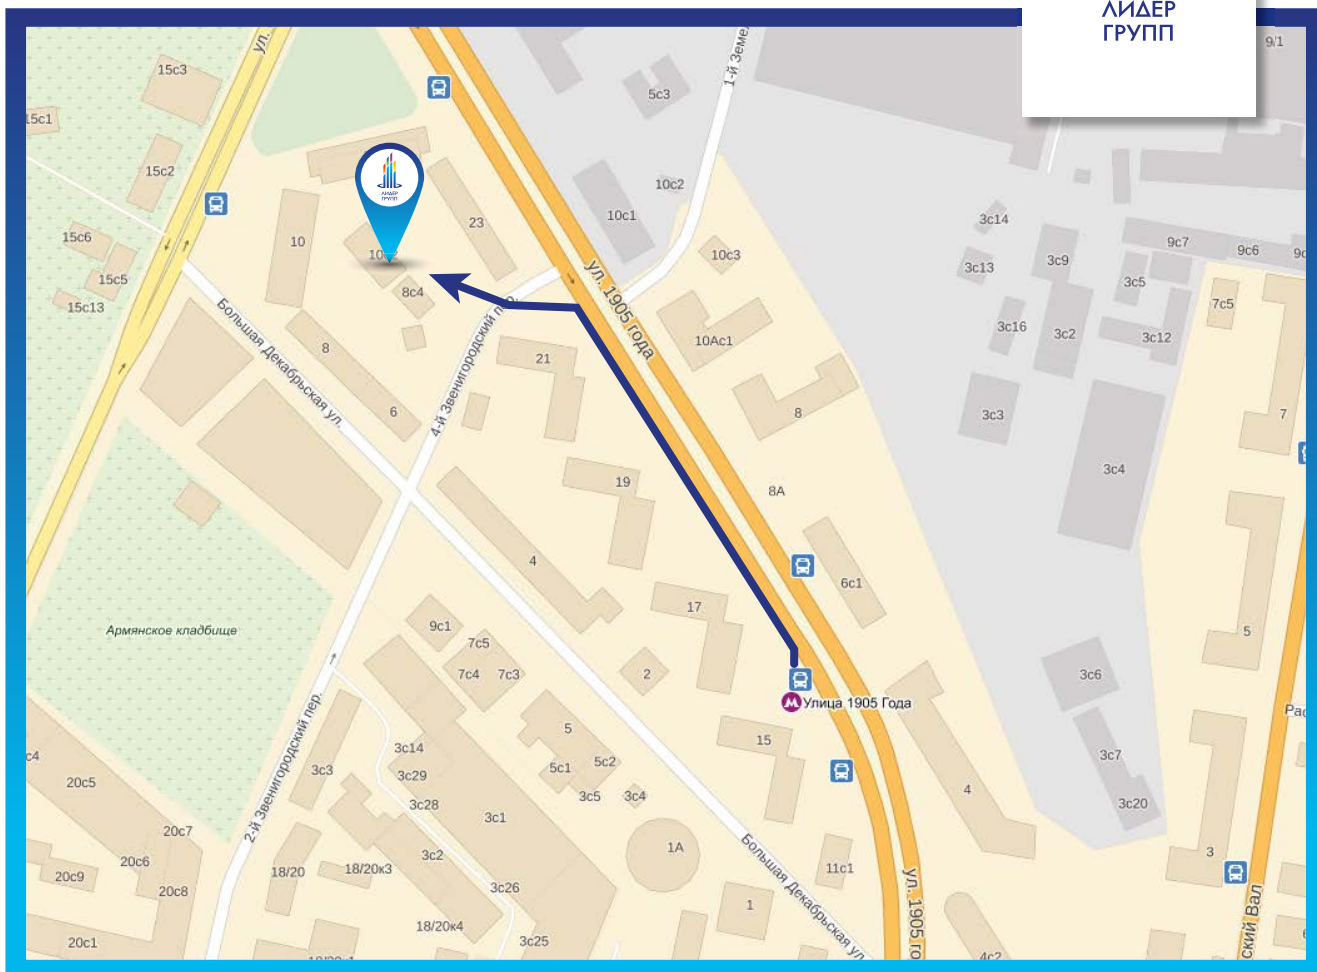 ЛИДЕР
ГРУПП
9/1
ул.
15с3
1-й Земе
5с3
15с1
15с2
ЛИДЕР
ГРУПП
10с2
10с1
23
3с14
15с6
10
10с3
9с7
9с6
3с9
3с13
15с5
8с4
3с5
15с13
ул. 1905 года
7с5
4-й Звенигородский пер.
Большая Декабрьская ул.
3с16
3с2
3с12
10Ас1
8
21
6
8
3с3
7
3с4
19
8А
4
6с1
17
9с1
Армянское кладбище
7с5
5
7с4
7с3
2
3с6
Улица 1905 Года
2-й Звенигородский пер.
5
15
3с14
3с7
5с1
5с2
3с3
3с29
20с5
4
3с28
3с5
3с4
3с20
3с1
20с7
Большая Декабрьская ул.
1А
3
3с2
20с6
18/20
18/20к3
11с1
20с9
20с8
3с26
ул. 1905 го
ский Вал
1
18/20к4
20с1
3с25
4с2